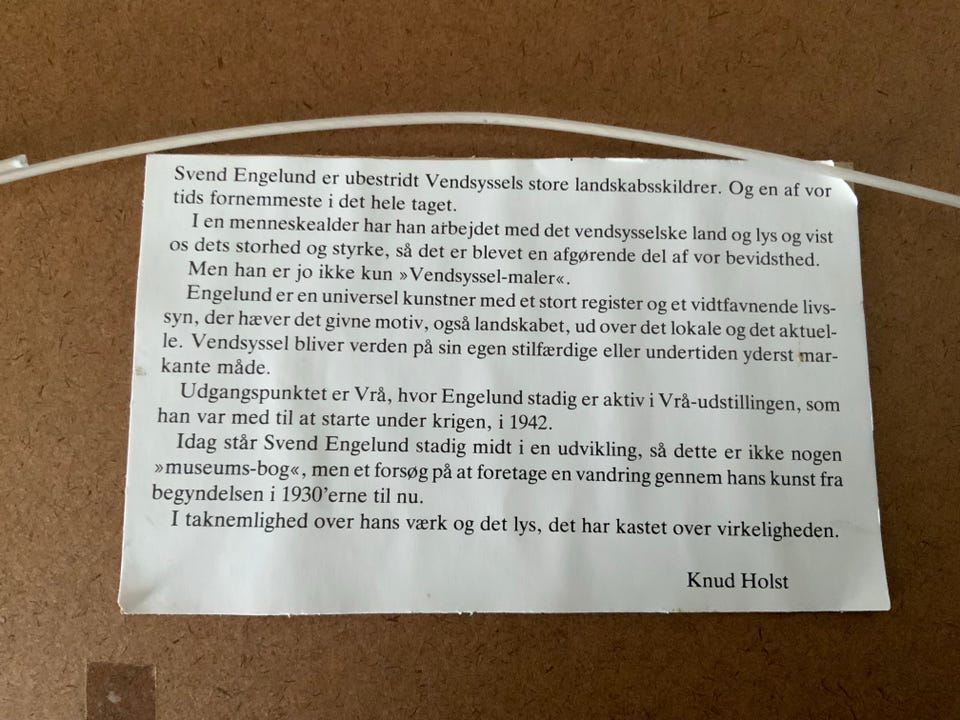 Svend Engelund er ubestridt Vendsyssels store landskabsskildrer. Og en af vor
tids fornemmeste i det hele taget.
I en menneskealder har han arbejdet med det vendsysselske land og lys og vist
os dets storhed og styrke, så det er blevet en afgørende del af vor bevidsthed.
Men han er jo ikke kun »Vendsyssel-maler«.
Engelund er en universel kunstner med et stort register og et vidtfavnende livs-
syn, der hæver det givne motiv, også landskabet, ud over det lokale og det aktuel-
le. Vendsyssel bliver verden på sin egen stilfærdige eller undertiden yderst mar-
kante måde.
Udgangspunktet er Vrå, hvor Engelund stadig er aktiv i Vrå-udstillingen, som
han var med til at starte under krigen, i 1942.
Idag står Svend Engelund stadig midt i en udvikling, så dette er ikke nogen
»museums-bog«, men et forsøg på at foretage en vandring gennem hans kunst fra
begyndelsen i 1930'erne til nu.
I taknemlighed over hans værk og det lys, det har kastet over virkeligheden.
Knud Holst